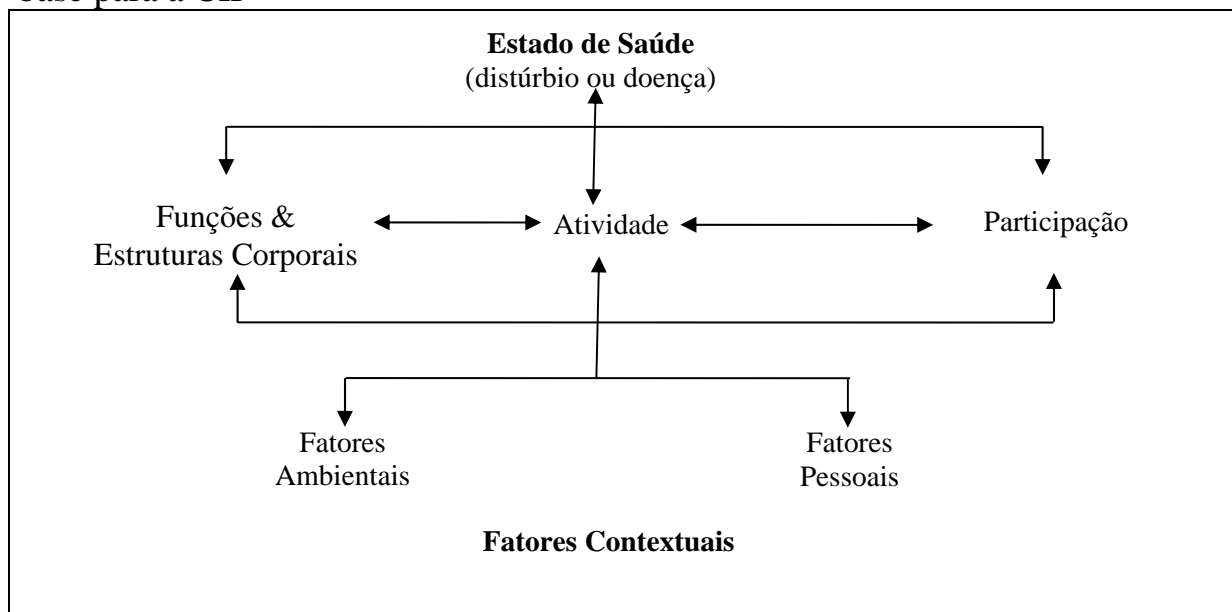 Estado de Saúde
(distúrbio ou doença)
Funções &
Estruturas Corporais
Atividade
Participação
Fatores
Ambientais
Fatores
Pessoais
Fatores Contextuais